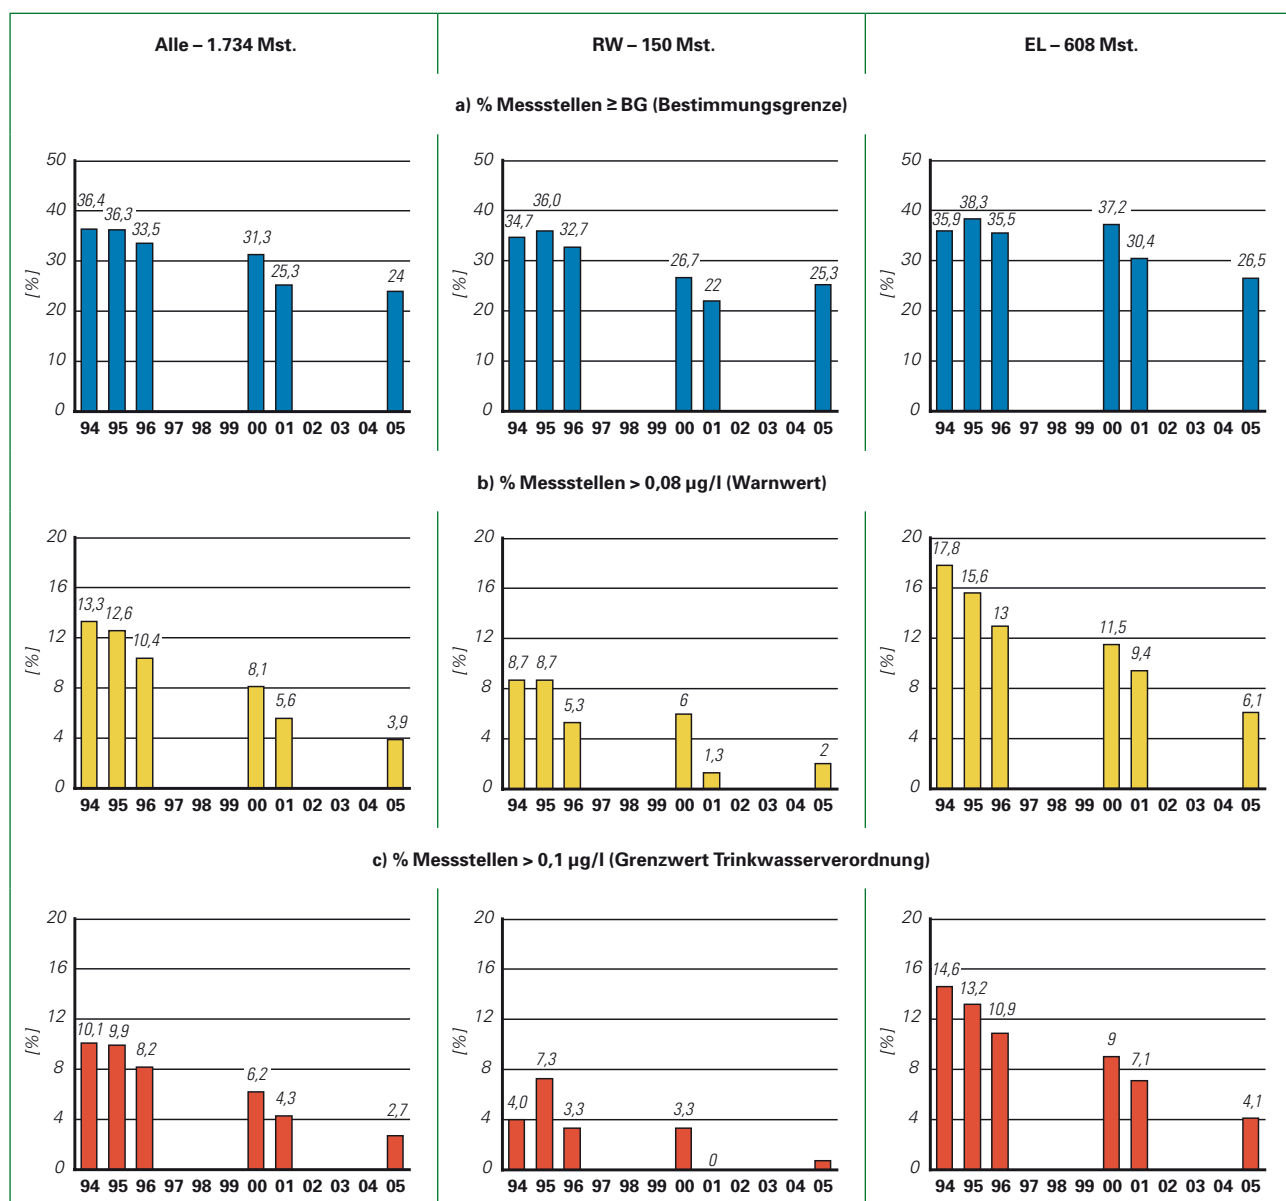 Alle – 1.734 Mst. RW – 150 Mst. EL – 608 Mst.
a) % Messstellen ≥ BG (Bestimmungsgrenze)
50
40
30
20
10
0
[%]
36,4 36,3 33,5 31,3 25,3 24
94 95 96 97 98 99 00 01 02 03 04 05
50
40
30
20
10
0
[%]
34,7 36,0 32,7 26,7 22 25,3
94 95 96 97 98 99 00 01 02 03 04 05
50
40
30
20
10
0
[%]
35,9 38,3 35,5 37,2 30,4 26,5
94 95 96 97 98 99 00 01 02 03 04 05
b) % Messstellen > 0,08 µg/l (Warnwert)
20
16
12
8
4
0
[%]
13,3 12,6 10,4 8,1 5,6 3,9
94 95 96 97 98 99 00 01 02 03 04 05
20
16
12
8
4
0
[%]
8,7 8,7 5,3 6 1,3 2
94 95 96 97 98 99 00 01 02 03 04 05
20
16
12
8
4
0
[%]
17,8 15,6 13 11,5 9,4 6,1
94 95 96 97 98 99 00 01 02 03 04 05
c) % Messstellen > 0,1 µg/l (Grenzwert Trinkwasserverordnung)
20
16
12
8
4
0
[%]
10,1 9,9 8,2 6,2 4,3 2,7
94 95 96 97 98 99 00 01 02 03 04 05
20
16
12
8
4
0
[%]
4,0 7,3 3,3 3,3 0
94 95 96 97 98 99 00 01 02 03 04 05
20
16
12
8
4
0
[%]
14,6 13,2 10,9 9 7,1 4,1
94 95 96 97 98 99 00 01 02 03 04 05